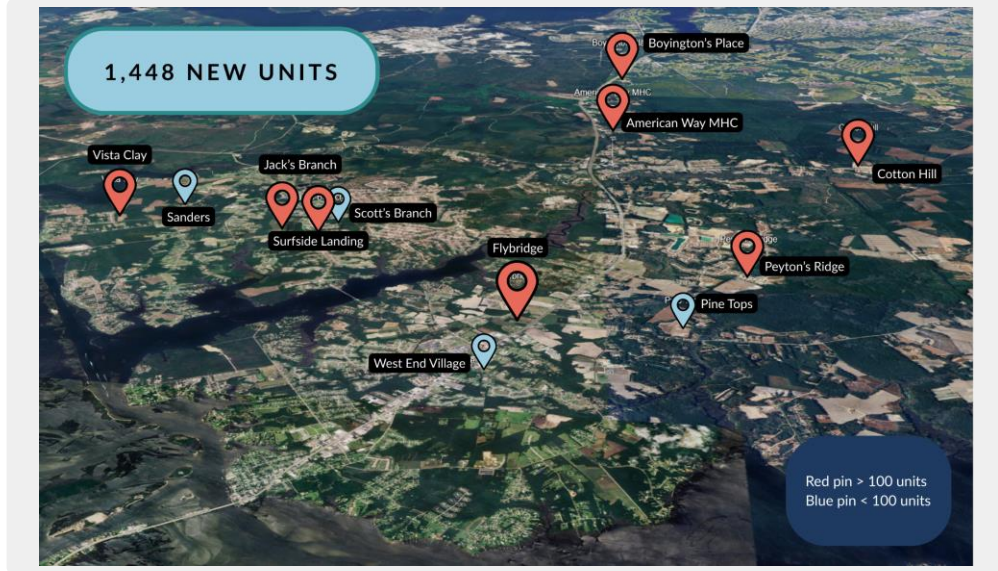 1,448 NEW UNITS
Boyington's Place
American Way MHC
Cotton Hill
Vista Clay
Jack's Branch
Sanders
Scott's Branch
Surfside Landing
Flybridge
Peyton's Ridge
Pine Tops
West End Village
Red pin > 100 units
Blue pin < 100 units